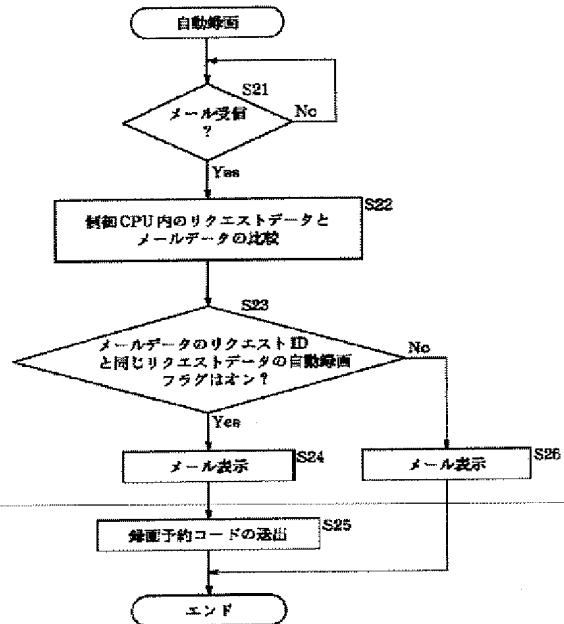 自動録画
S21
メール受信
?
No
Yes
S22
制御CPU内のリクエストデータと
メールデータの比較
S23
メールデータのリクエストID
と同じリクエストデータの自動録画
フラグはオン?
No
Yes
メール表示
S24
メール表示
S26
録画予約コードの送出
S25
エンド